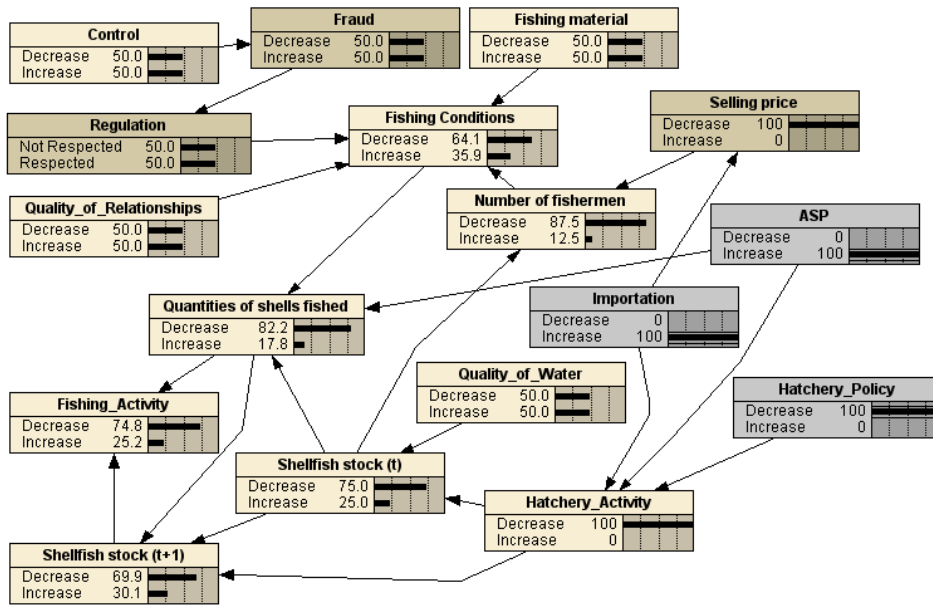 Control
Decrease 50.0
Increase 50.0
Fraud
Decrease 50.0
Increase 50.0
Fishing material
Decrease 50.0
Increase 50.0
Regulation
Not Respected 50.0
Respected 50.0
Fishing Conditions
Decrease 64.1
Increase 35.9
Selling price
Decrease 100
Increase 0
Quality_of_Relationships
Decrease 50.0
Increase 50.0
Number of fishermen
Decrease 87.5
Increase 12.5
ASP
Decrease 0
Increase 100
Quantities of shells fished
Decrease 82.2
Increase 17.8
Importation
Decrease 0
Increase 100
Fishing_Activity
Decrease 74.8
Increase 25.2
Quality_of_Water
Decrease 50.0
Increase 50.0
Hatchery_Policy
Decrease 100
Increase 0
Shellfish stock (t)
Decrease 75.0
Increase 25.0
Hatchery_Activity
Decrease 100
Increase 0
Shellfish stock (t+1)
Decrease 69.9
Increase 30.1